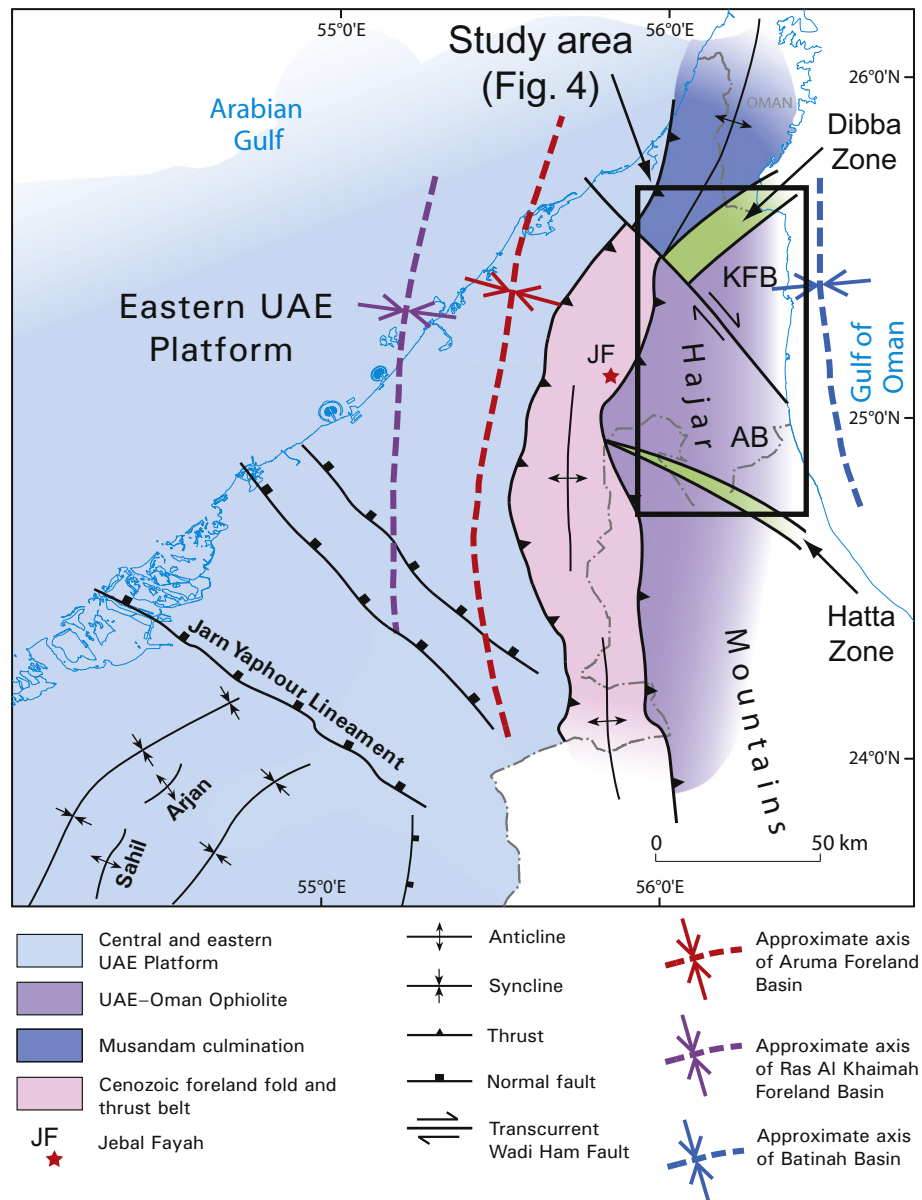 55°0'E
56°0'E
Study area
(Fig. 4)
26°0'N
OMAN
Arabian
Gulf
Dibba
Zone
KFB
Eastern UAE
Platform
JF
Hajar
Gulf of
Oman
25°0'N
AB
Hatta
Zone
Jarn Yaphour Lineament
Mountains
24°0'N
Arjan
Sahil
0
50 km
55°0'E
56°0'E
Central and eastern
UAE Platform
UAE–Oman Ophiolite
Musandam culmination
Cenozoic foreland fold and
thrust belt
JF
Jebal Fayah
Anticline
Syncline
Thrust
Normal fault
Transcurrent
Wadi Ham Fault
Approximate axis
of Aruma Foreland
Basin
Approximate axis
of Ras Al Khaimah
Foreland Basin
Approximate axis
of Batinah Basin